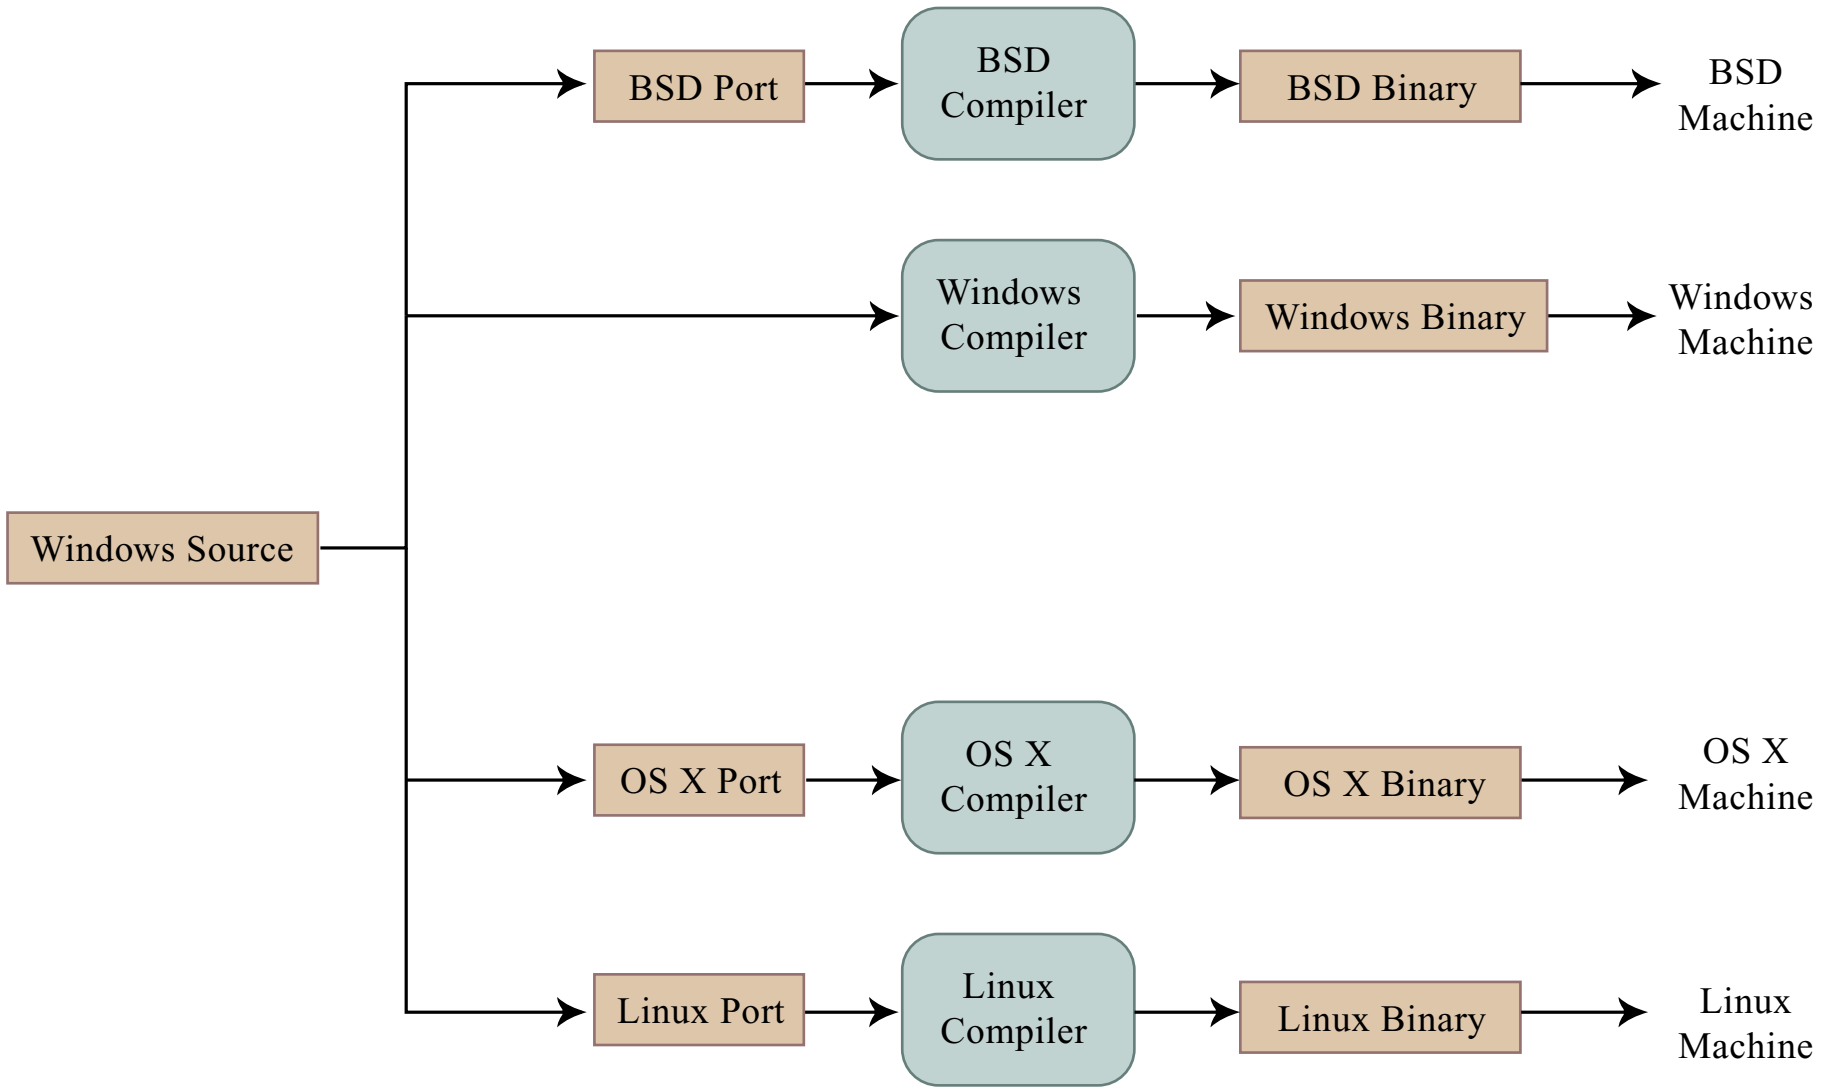 BSD Port
BSD
Compiler
BSD Binary
BSD
Machine
Windows
Compiler
Windows Binary
Windows
Machine
Windows Source
OS X Port
OS X
Compiler
OS X Binary
OS X
Machine
Linux Port
Linux
Compiler
Linux Binary
Linux
Machine